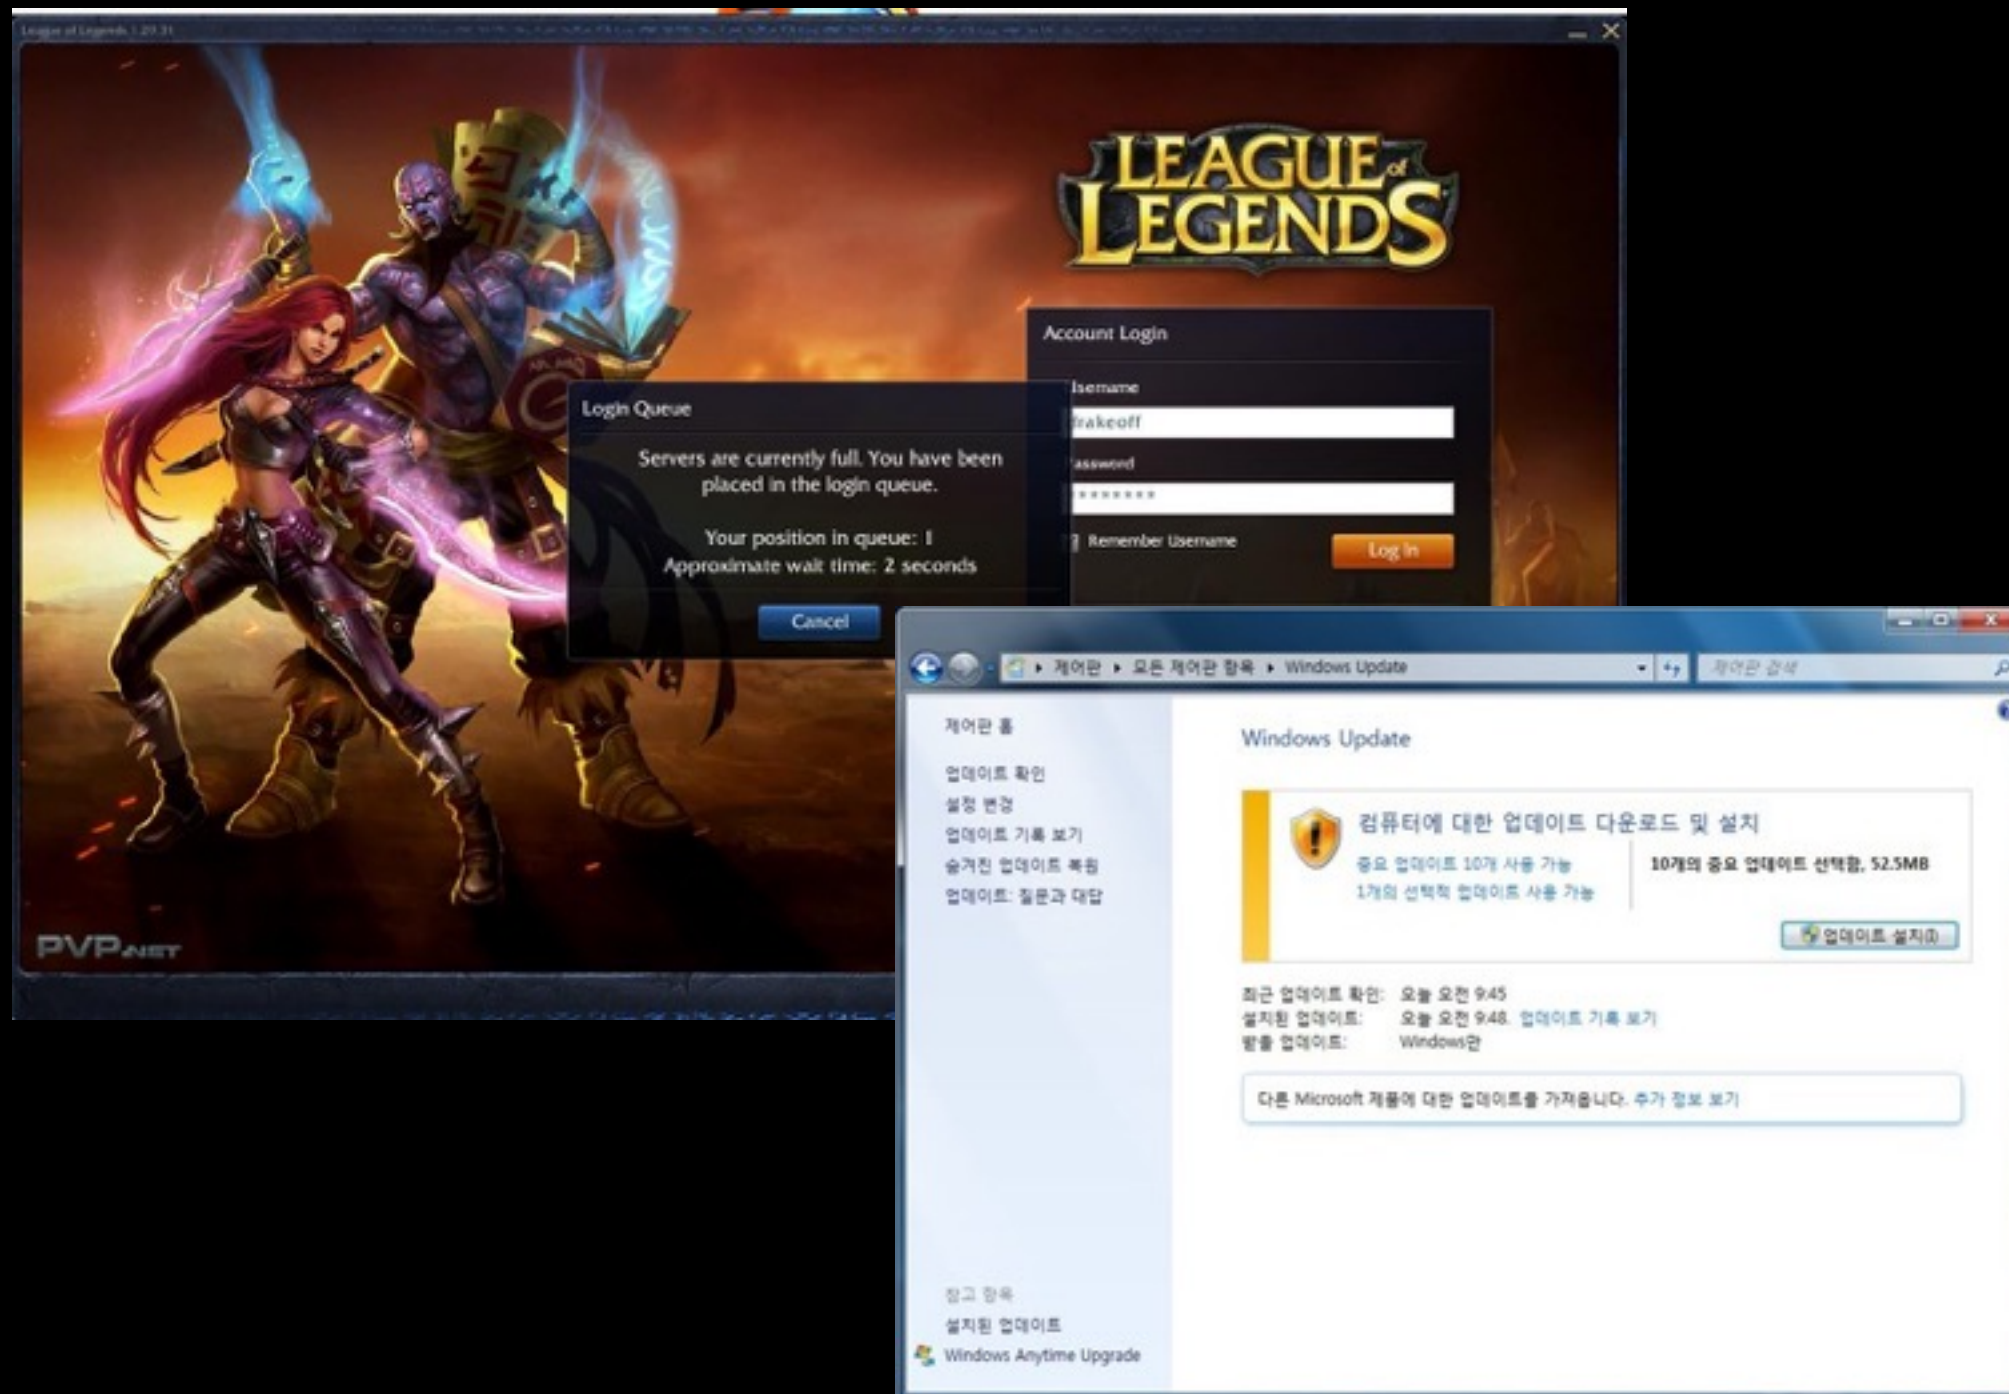 League of Legends 1.20.31
LEAGUE of
LEGENDS
Account Login
Username
Password
********
Remember Username
Log In
Login Queue
Servers are currently full. You have been
placed in the login queue.
Your position in queue: 1
Approximate wait time: 2 seconds
Cancel
PVP.NET
제어판 모든 제어판 항목 Windows Update
제어판 검색
제어판 홈
업데이트 확인
설정 변경
업데이트 기록 보기
숨겨진 업데이트 복원
업데이트: 질문과 대답
Windows Update
컴퓨터에 대한 업데이트 다운로드 및 설치
중요 업데이트 10개 사용 가능
1개의 선택적 업데이트 사용 가능
10개의 중요 업데이트 선택함, 52.5MB
업데이트 설치(I)
최근 업데이트 확인: 오늘 오전 9:45
설치된 업데이트: 오늘 오전 9:48. 업데이트 기록 보기
받을 업데이트: Windows만
다른 Microsoft 제품에 대한 업데이트를 가져옵니다. 추가 정보 보기
참고 항목
설치된 업데이트
Windows Anytime Upgrade